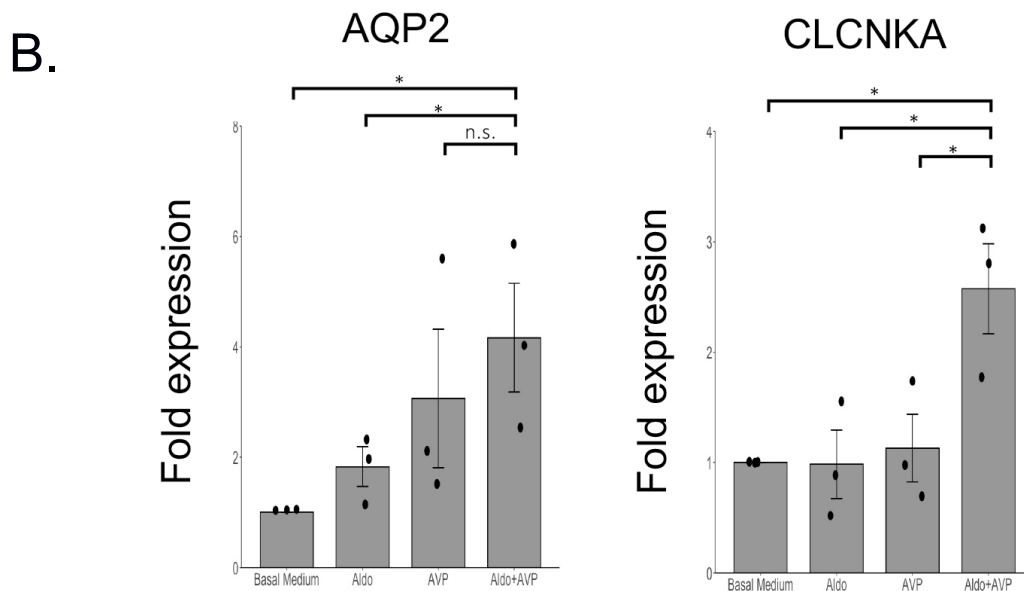 B.
AQP2
*
*
n.s.
Fold expression
8
6
4
2
0
Basal Medium Aldo AVP Aldo+AVP
CLCNKA
*
*
*
Fold expression
4
3
2
1
0
Basal Medium Aldo AVP Aldo+AVP